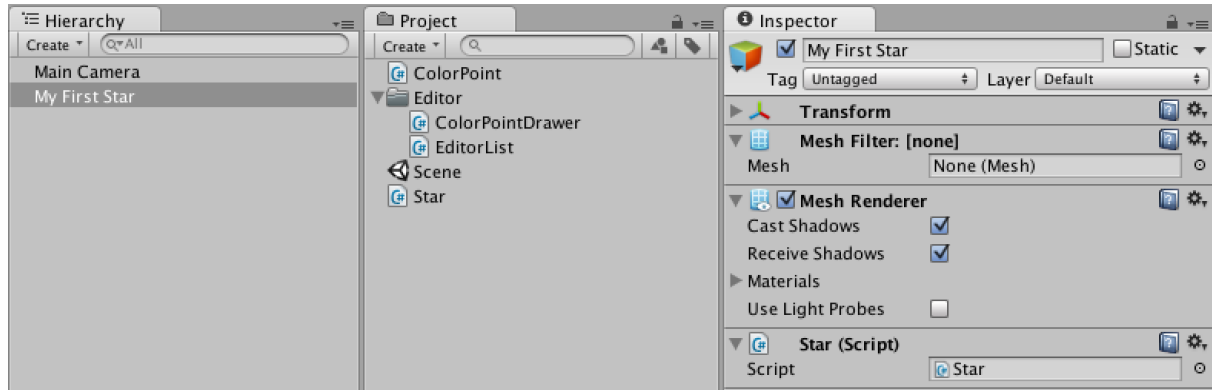 Hierarchy
Create
All
Main Camera
My First Star
Project
Create
ColorPoint
Editor
ColorPointDrawer
EditorList
Scene
Star
Inspector
My First Star
Static
Tag Untagged Layer Default
Transform
Mesh Filter: [none]
Mesh None (Mesh)
Mesh Renderer
Cast Shadows
Receive Shadows
Materials
Use Light Probes
Star (Script)
Script Star